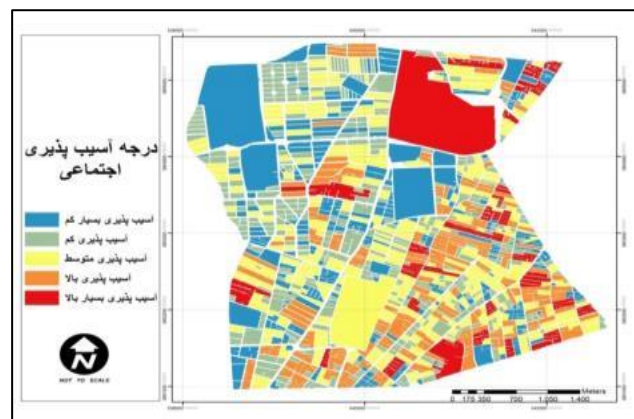 درجه آسیب پذیری
اجتماعی
آسیب پذیری بسیار کم
آسیب پذیری کم
آسیب پذیری متوسط
آسیب پذیری بالا
آسیب پذیری بسیار بالا
N
NOT TO SCALE
Meters
0 175 350 700 1,050 1,400